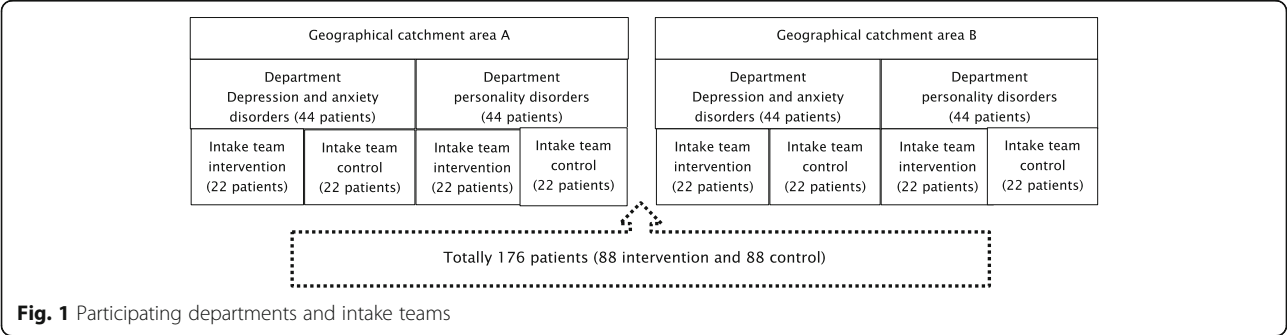 Geographical catchment area A
Department
Depression and anxiety
disorders (44 patients)
Department
personality disorders
(44 patients)
Intake team
intervention
(22 patients)
Intake team
control
(22 patients)
Intake team
intervention
(22 patients)
Intake team
control
(22 patients)
Geographical catchment area B
Department
Depression and anxiety
disorders (44 patients)
Department
personality disorders
(44 patients)
Intake team
intervention
(22 patients)
Intake team
control
(22 patients)
Intake team
intervention
(22 patients)
Intake team
control
(22 patients)
Totally 176 patients (88 intervention and 88 control)
Fig. 1 Participating departments and intake teams